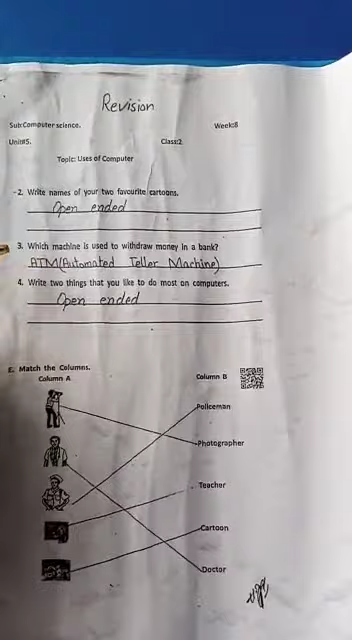 Revision
Sub:Computer science. Week:8
Unit#5. Class:2
Topic: Uses of Computer
2. Write names of your two favourite cartoons.
Open ended
3. Which machine is used to withdraw money in a bank?
ATM(Automated Teller Machine)
4. Write two things that you like to do most on computers.
Open ended
E. Match the Columns.
Column A Column B
Policeman
Photographer
Teacher
Cartoon
Doctor